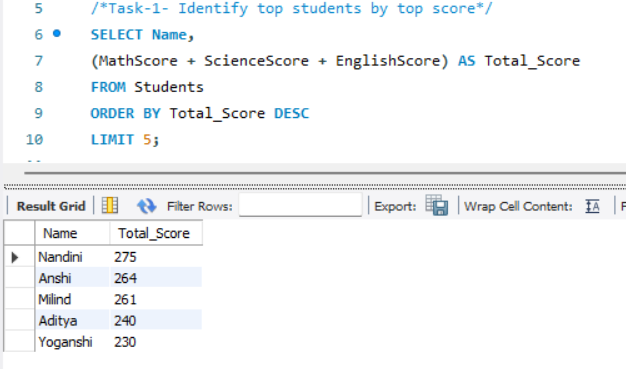 5 /*Task-1- Identify top students by top score*/
6 SELECT Name,
7 (MathScore + ScienceScore + EnglishScore) AS Total_Score
8 FROM Students
9 ORDER BY Total_Score DESC
10 LIMIT 5;
Result Grid Filter Rows: Export: Wrap Cell Content:
Name Total_Score
Nandini 275
Anshi 264
Milind 261
Aditya 240
Yoganshi 230